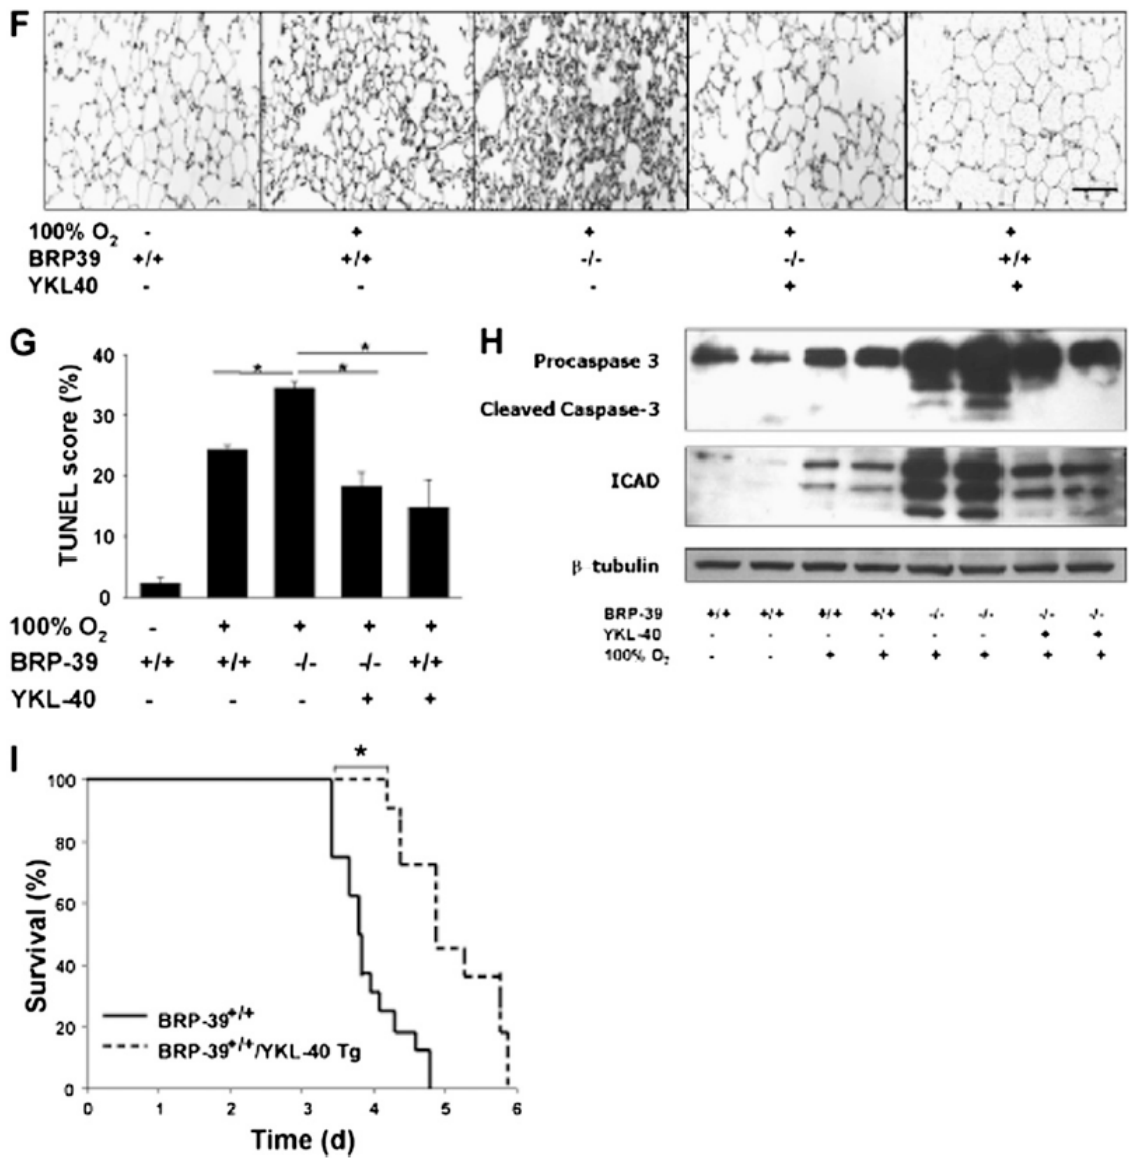 F
100% O2 - + + + +
BRP39 +/+ +/+ -/- -/- +/+
YKL40 - - - + +
G
TUNEL score (%)
40
30
20
10
0
* * *
100% O2 - + + + +
BRP-39 +/+ +/+ -/- -/- +/+
YKL-40 - - - + +
H
Procaspase 3
Cleaved Caspase-3
ICAD
β tubulin
BRP-39 +/+ +/+ +/+ +/+ -/- -/- -/- -/-
YKL-40 - - - - - - + +
100% O2 - - + + + + + +
I
*
Survival (%)
100
80
60
40
20
0
BRP-39+/+
BRP-39+/+/YKL-40 Tg
0 1 2 3 4 5 6
Time (d)